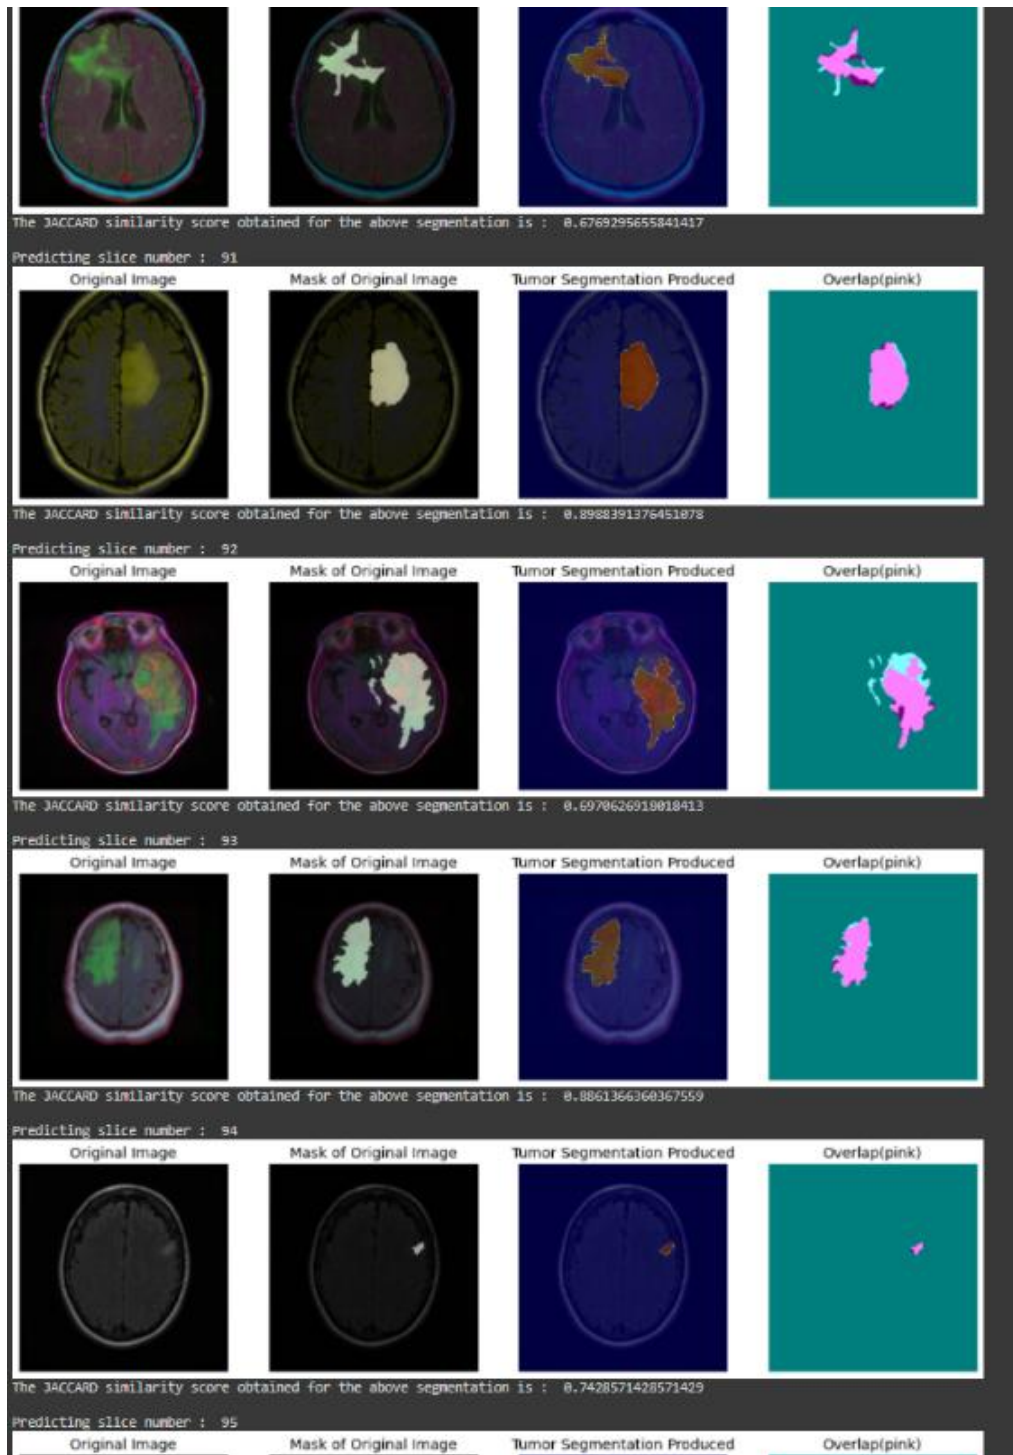 The JACCARD similarity score obtained for the above segmentation is : 0.6769295655841417
Predicting slice number : 91
Original Image Mask of Original Image Tumor Segmentation Produced Overlap(pink)
The JACCARD similarity score obtained for the above segmentation is : 0.8988391376451078
Predicting slice number : 92
Original Image Mask of Original Image Tumor Segmentation Produced Overlap(pink)
The JACCARD similarity score obtained for the above segmentation is : 0.6970626918018413
Predicting slice number : 93
Original Image Mask of Original Image Tumor Segmentation Produced Overlap(pink)
The JACCARD similarity score obtained for the above segmentation is : 0.8861366360367559
Predicting slice number : 94
Original Image Mask of Original Image Tumor Segmentation Produced Overlap(pink)
The JACCARD similarity score obtained for the above segmentation is : 0.7428571428571429
Predicting slice number : 95
Original Image Mask of Original Image Tumor Segmentation Produced Overlap(pink)